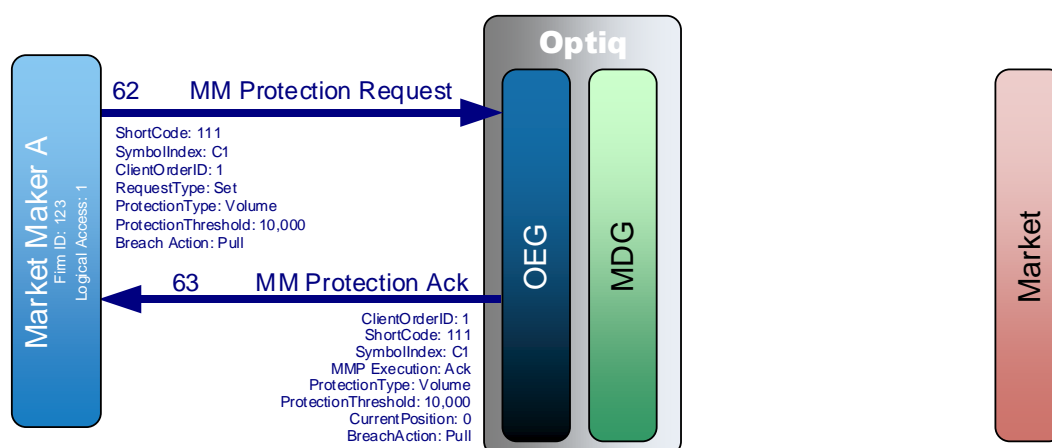 Optiq
Market Maker A
Firm ID: 123
Logical Access: 1
62 MM Protection Request
ShortCode: 111
SymbolIndex: C1
ClientOrderID: 1
RequestType: Set
ProtectionType: Volume
ProtectionThreshold: 10,000
Breach Action: Pull
63 MM Protection Ack
ClientOrderID: 1
ShortCode: 111
SymbolIndex: C1
MMP Execution: Ack
ProtectionType: Volume
ProtectionThreshold: 10,000
CurrentPosition: 0
BreachAction: Pull
OEG
MDG
Market